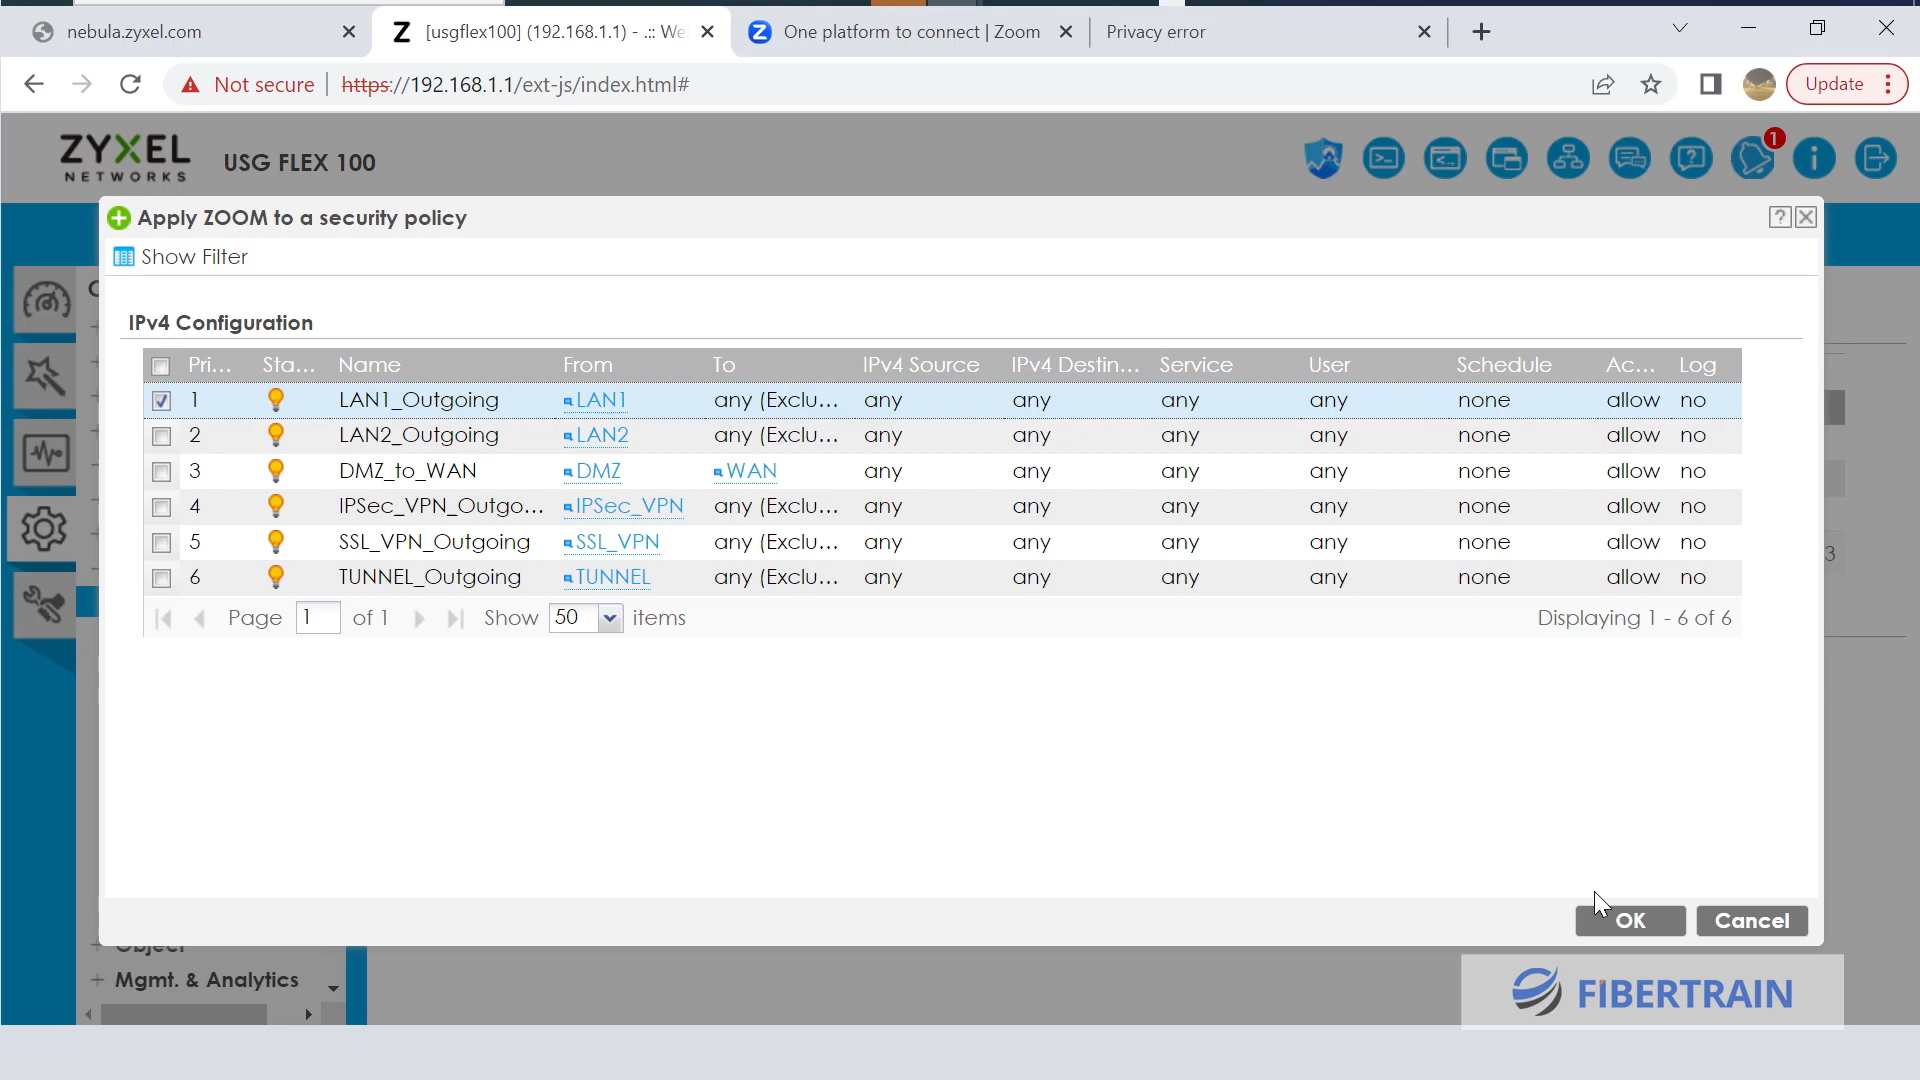 nebula.zyxel.com
[usgflex100] (192.168.1.1) - .:: We
One platform to connect | Zoom
Privacy error
Not secure
https://192.168.1.1/ext-js/index.html#
Update
ZYXEL
NETWORKS
USG FLEX 100
1
Apply ZOOM to a security policy
Show Filter
IPv4 Configuration
Pri... Sta... Name From To IPv4 Source IPv4 Destin... Service User Schedule Ac... Log
1 LAN1_Outgoing LAN1 any (Exclu... any any any any none allow no
2 LAN2_Outgoing LAN2 any (Exclu... any any any any none allow no
3 DMZ_to_WAN DMZ WAN any any any any none allow no
4 IPSec_VPN_Outgo... IPSec_VPN any (Exclu... any any any any none allow no
5 SSL_VPN_Outgoing SSL_VPN any (Exclu... any any any any none allow no
6 TUNNEL_Outgoing TUNNEL any (Exclu... any any any any none allow no
Page 1 of 1 Show 50 items Displaying 1 - 6 of 6
3
OK Cancel
Object
Mgmt. & Analytics
FIBERTRAIN